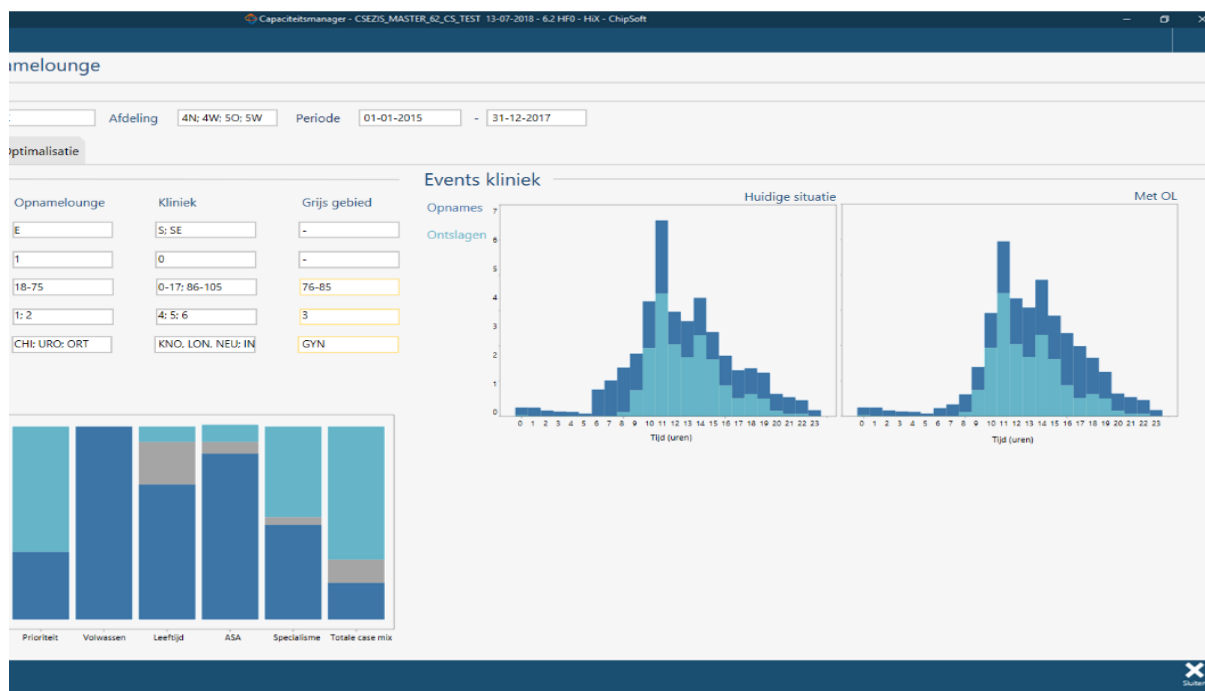 Capaciteitsmanager - CSEZIS_MASTER_62_CS_TEST 13-07-2018 - 6.2 HF0 - HiX - ChipSoft
melounge
Afdeling 4N; 4W; 5O; 5W Periode 01-01-2015 - 31-12-2017
Optimalisatie
Events kliniek
Opnamelounge Kliniek Grijs gebied
E S; SE -
1 0 -
18-75 0-17; 86-105 76-85
1; 2 4; 5; 6 3
CHI; URO; ORT KNO, LON, NEU; IN GYN
Prioriteit Volwassen Leeftijd ASA Specialisme Totale case mix
Huidige situatie Met OL
Opnames
Ontslagen
7
6
5
4
3
2
1
0
0 1 2 3 4 5 6 7 8 9 10 11 12 13 14 15 16 17 18 19 20 21 22 23
Tijd (uren)
0 1 2 3 4 5 6 7 8 9 10 11 12 13 14 15 16 17 18 19 20 21 22 23
Tijd (uren)
Sluiten